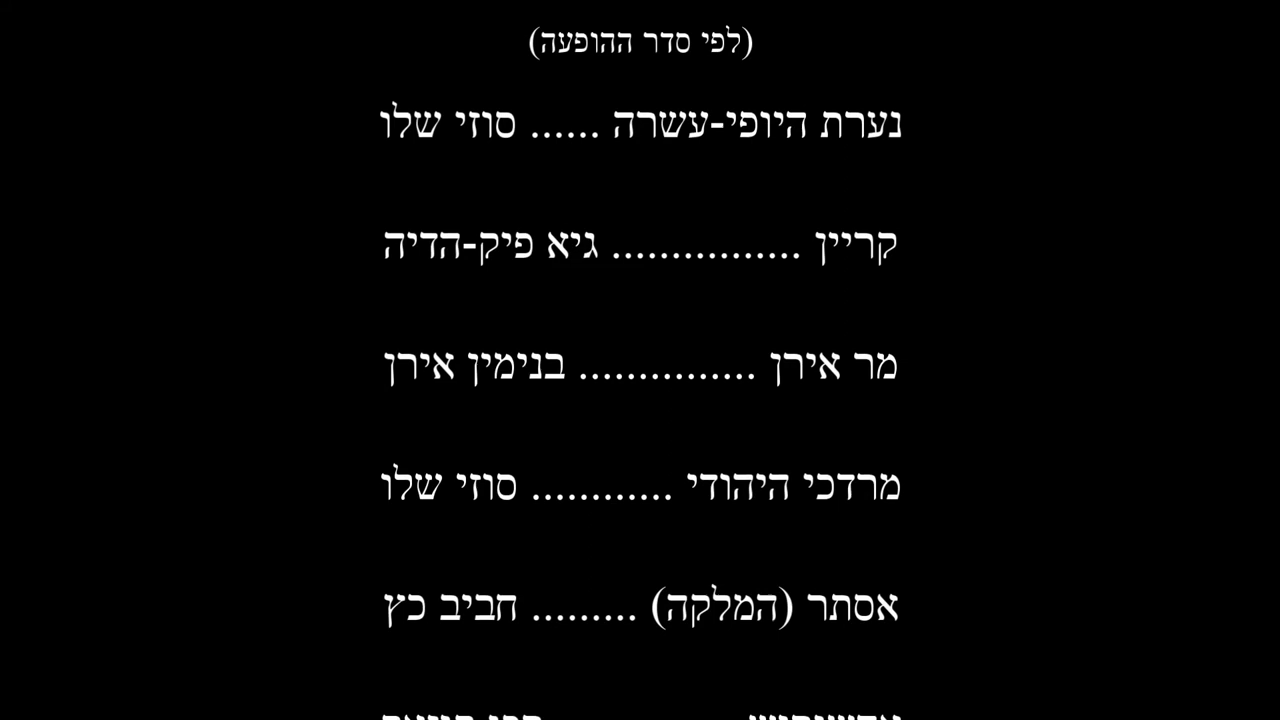 (לפי סדר ההופעה)
נערת היופי-עשרה ...... סוזי שלו
קריין ................ גיא פיק-הדיה
מר אירן ............... בנימין אירן
מרדכי היהודי ............ סוזי שלו
אסתר (המלקה) ......... חביב כץ